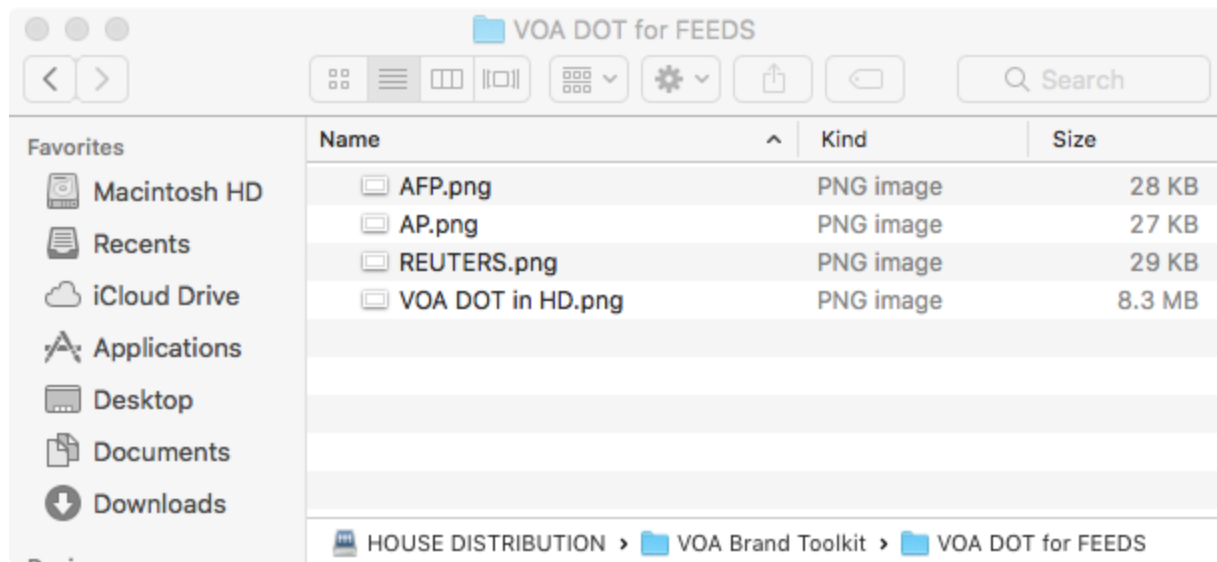 VOA DOT for FEEDS
Search
Favorites
Macintosh HD
Recents
iCloud Drive
Applications
Desktop
Documents
Downloads
Name Kind Size
AFP.png PNG image 28 KB
AP.png PNG image 27 KB
REUTERS.png PNG image 29 KB
VOA DOT in HD.png PNG image 8.3 MB
HOUSE DISTRIBUTION › VOA Brand Toolkit › VOA DOT for FEEDS